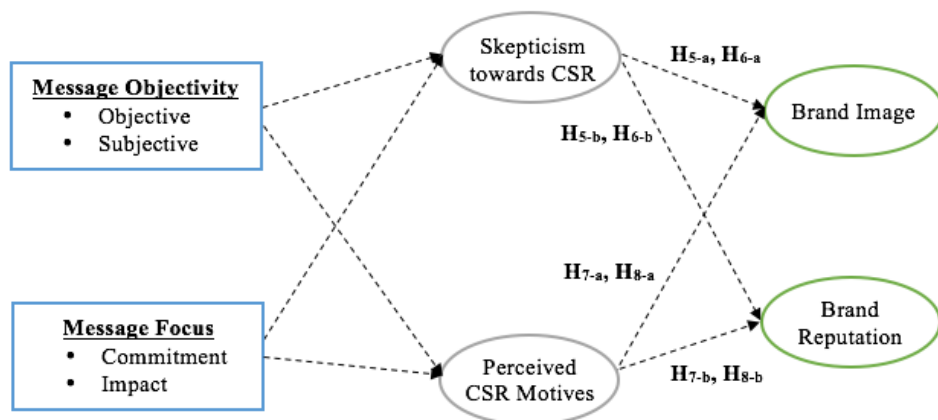 Message Objectivity
• Objective
• Subjective
Message Focus
• Commitment
• Impact
Skepticism
towards CSR
Perceived
CSR Motives
H5-a, H6-a
H5-b, H6-b
H7-a, H8-a
H7-b, H8-b
Brand Image
Brand
Reputation